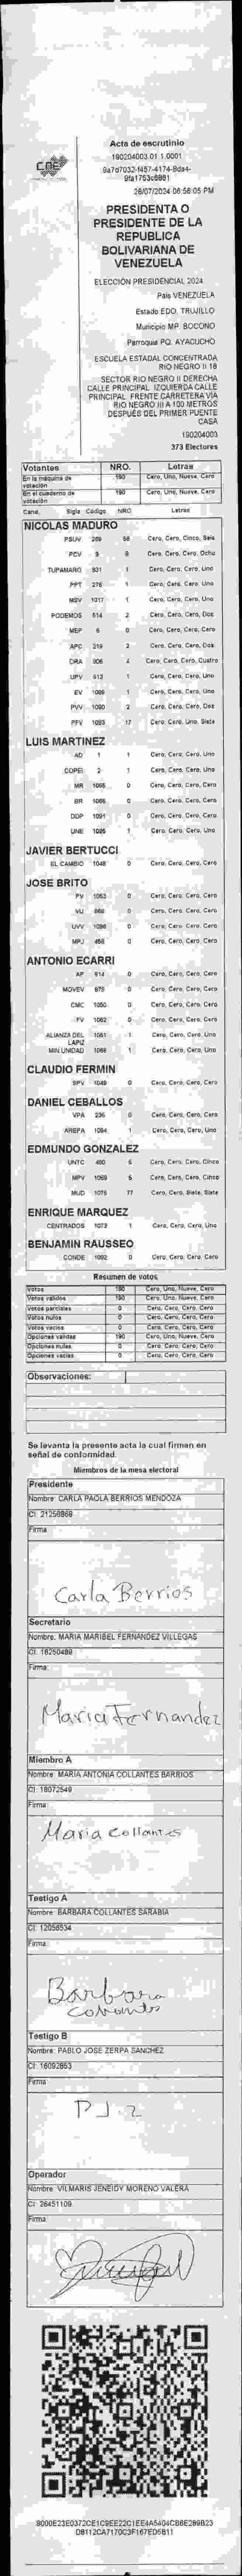 CNE
Acta de escrutinio
190204003.01.1.0001
9a7d7032-f457-4174-8da4-
9fa1753c6881
28/07/2024 06:56:05 PM
PRESIDENTA O
PRESIDENTE DE LA
REPUBLICA
BOLIVARIANA DE
VENEZUELA
ELECCIÓN PRESIDENCIAL 2024
País VENEZUELA
Estado EDO. TRUJILLO
Municipio MP. BOCONO
Parroquia PQ. AYACUCHO
ESCUELA ESTADAL CONCENTRADA
RIO NEGRO II 18
SECTOR RIO NEGRO II DERECHA
CALLE PRINCIPAL. IZQUIERDA CALLE
PRINCIPAL. FRENTE CARRETERA VIA
RIO NEGRO III A 100 METROS
DESPUÉS DEL PRIMER PUENTE
CASA
190204003
373 Electores
Votantes NRO. Letras
En la máquina de votación 190 Cero, Uno, Nueve, Cero
En el cuaderno de votación 190 Cero, Uno, Nueve, Cero
Cand. Sigla Código NRO Letras
NICOLAS MADURO
PSUV 269 56 Cero, Cero, Cinco, Seis
PCV 9 8 Cero, Cero, Cero, Ocho
TUPAMARO 931 1 Cero, Cero, Cero, Uno
PPT 275 1 Cero, Cero, Cero, Uno
MSV 1017 1 Cero, Cero, Cero, Uno
PODEMOS 514 2 Cero, Cero, Cero, Dos
MEP 6 0 Cero, Cero, Cero, Cero
APC 219 2 Cero, Cero, Cero, Dos
ORA 906 4 Cero, Cero, Cero, Cuatro
UPV 613 1 Cero, Cero, Cero, Uno
EV 1089 1 Cero, Cero, Cero, Uno
PVV 1090 2 Cero, Cero, Cero, Dos
PFV 1093 17 Cero, Cero, Uno, Siete
LUIS MARTINEZ
AD 1 1 Cero, Cero, Cero, Uno
COPEI 2 1 Cero, Cero, Cero, Uno
MR 1065 0 Cero, Cero, Cero, Cero
BR 1066 0 Cero, Cero, Cero, Cero
DDP 1091 0 Cero, Cero, Cero, Cero
UNE 1095 1 Cero, Cero, Cero, Uno
JAVIER BERTUCCI
EL CAMBIO 1048 0 Cero, Cero, Cero, Cero
JOSE BRITO
PV 1053 0 Cero, Cero, Cero, Cero
VU 868 0 Cero, Cero, Cero, Cero
UVV 1096 0 Cero, Cero, Cero, Cero
MPJ 458 0 Cero, Cero, Cero, Cero
ANTONIO ECARRI
AP 914 0 Cero, Cero, Cero, Cero
MOVEV 978 0 Cero, Cero, Cero, Cero
CMC 1050 0 Cero, Cero, Cero, Cero
FV 1062 0 Cero, Cero, Cero, Cero
ALIANZA DEL LAPIZ 1051 1 Cero, Cero, Cero, Uno
MIN UNIDAD 1068 1 Cero, Cero, Cero, Uno
CLAUDIO FERMIN
SPV 1049 0 Cero, Cero, Cero, Cero
DANIEL CEBALLOS
VPA 236 0 Cero, Cero, Cero, Cero
AREPA 1094 1 Cero, Cero, Cero, Uno
EDMUNDO GONZALEZ
UNTC 400 5 Cero, Cero, Cero, Cinco
MPV 1069 5 Cero, Cero, Cero, Cinco
MUD 1075 77 Cero, Cero, Siete, Siete
ENRIQUE MARQUEZ
CENTRADOS 1073 1 Cero, Cero, Cero, Uno
BENJAMIN RAUSSEO
CONDE 1092 0 Cero, Cero, Cero, Cero
Resumen de votos
Votos 190 Cero, Uno, Nueve, Cero
Votos válidos 190 Cero, Uno, Nueve, Cero
Votos parciales 0 Cero, Cero, Cero, Cero
Votos nulos 0 Cero, Cero, Cero, Cero
Votos vacíos 0 Cero, Cero, Cero, Cero
Opciones válidas 190 Cero, Uno, Nueve, Cero
Opciones nulas 0 Cero, Cero, Cero, Cero
Opciones vacías 0 Cero, Cero, Cero, Cero
Observaciones:
Se levanta la presente acta la cual firman en
señal de conformidad.
Miembros de la mesa electoral
Presidente
Nombre: CARLA PAOLA BERRIOS MENDOZA
CI: 21256868
Firma:
Carla Berrios
Secretario
Nombre: MARIA MARIBEL FERNANDEZ VILLEGAS
CI: 16250489
Firma:
Maria Fernandez
Miembro A
Nombre: MARIA ANTONIA COLLANTES BARRIOS
CI: 18072549
Firma:
Maria collantes
Testigo A
Nombre: BARBARA COLLANTES SARABIA
CI: 12056534
Firma:
Barbara
Testigo B
Nombre: PABLO JOSE ZERPA SANCHEZ
CI: 16092863
Firma:
P J . Z
Operador
Nombre: VILMARIS JENEIDY MORENO VALERA
CI: 26451109
Firma:
8000E23E0372CE1C9EE22C1EE4A5404CB6E289B23
D8112CA7170C3F167ED5811